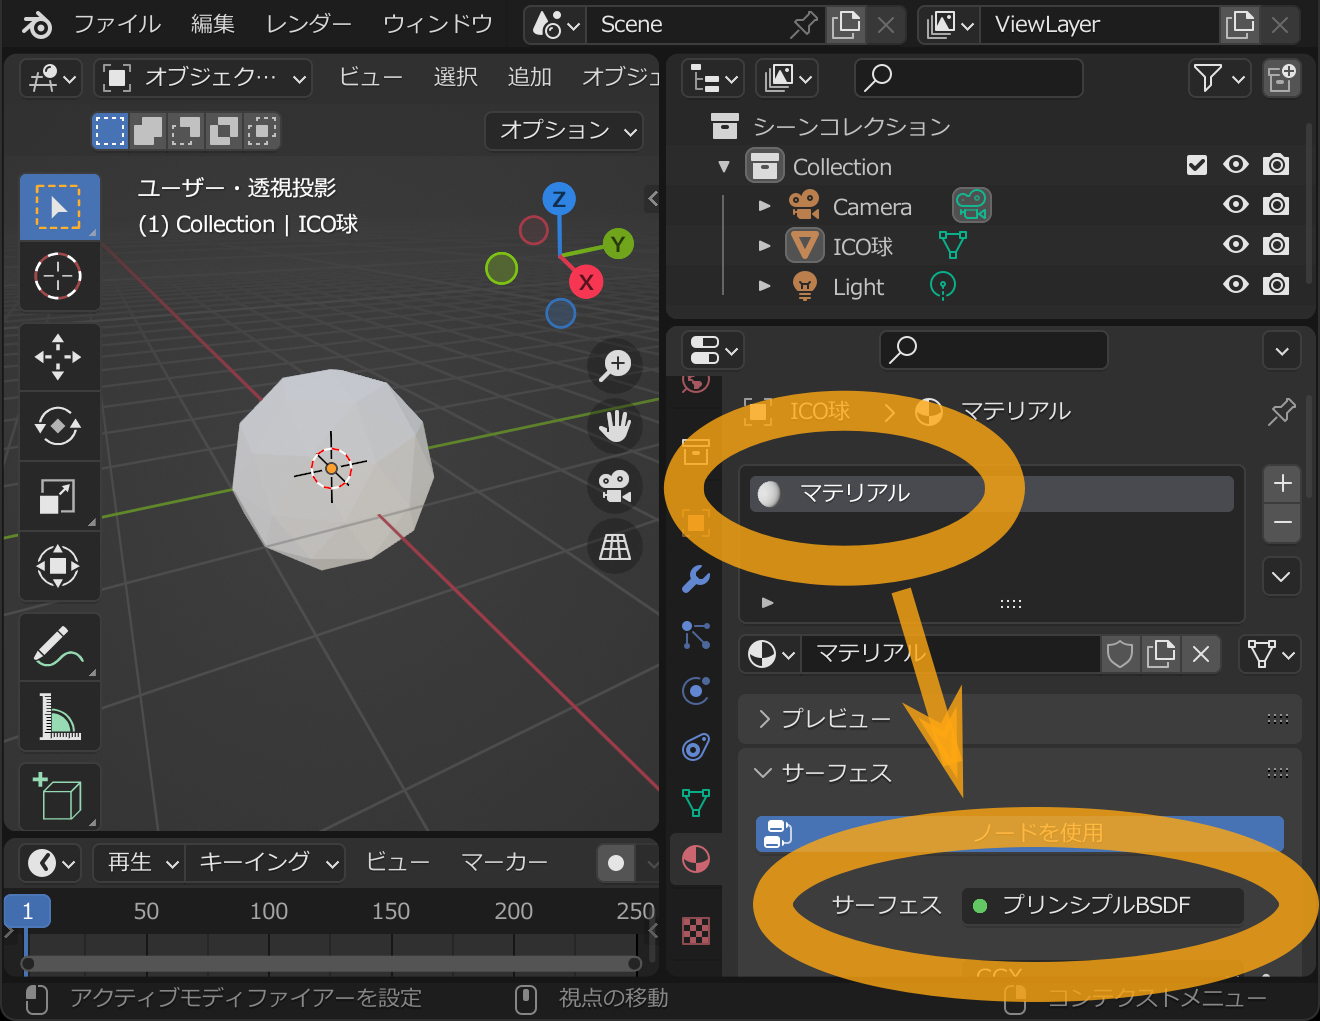 ファイル 編集 レンダー ウィンドウ Scene ViewLayer
オブジェク… ビュー 選択 追加 オブジェ
オプション
ユーザー・透視投影
(1) Collection | ICO球
Z
Y
X
シーンコレクション
Collection
Camera
ICO球
Light
ICO球 マテリアル
マテリアル
マテリアル
プレビュー
サーフェス
ノードを使用
サーフェス プリンシプルBSDF
GGX
再生 キーイング ビュー マーカー
1 50 100 150 200 250
アクティブモディファイアーを設定 視点の移動 コンテクストメニュー